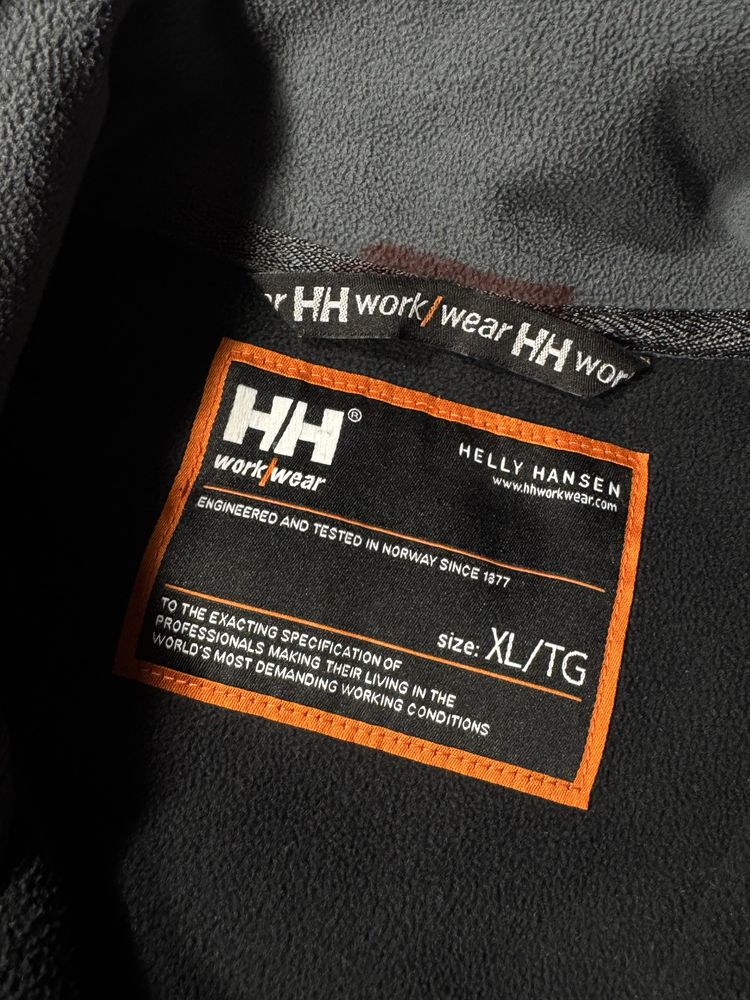 HH work/wear HH
HH®
work/wear
HELLY HANSEN
www.hhworkwear.com
ENGINEERED AND TESTED IN NORWAY SINCE 1877
size: XL/TG
TO THE EXACTING SPECIFICATION OF
PROFESSIONALS MAKING THEIR LIVING IN THE
WORLD'S MOST DEMANDING WORKING CONDITIONS